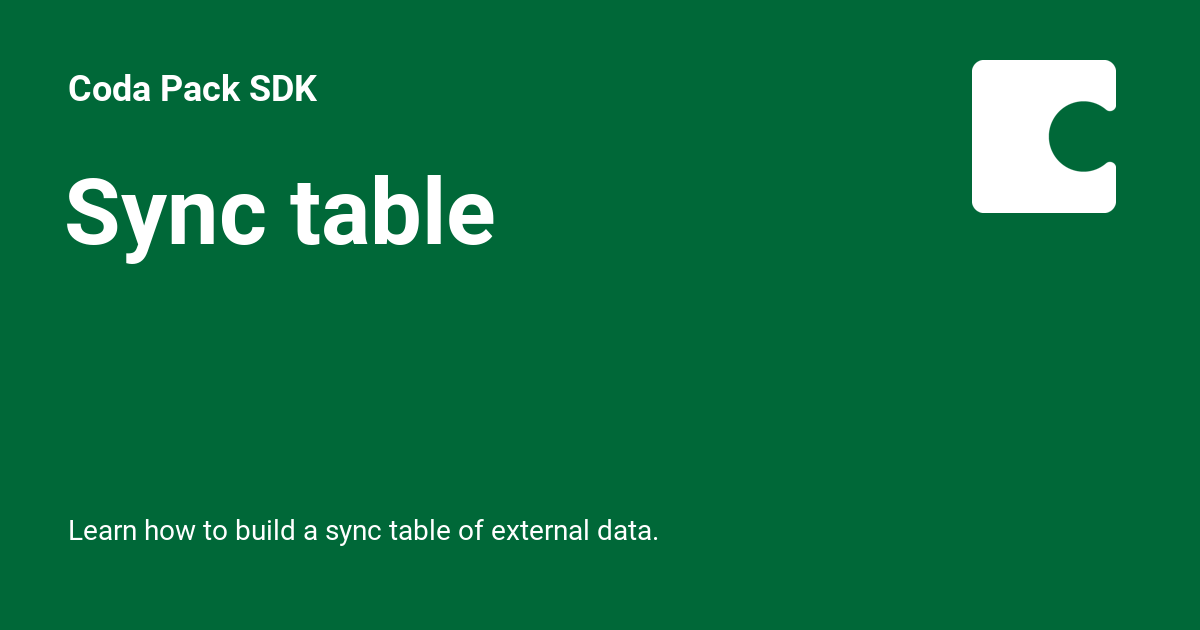 Coda Pack SDK
Sync table
Learn how to build a sync table of external data.